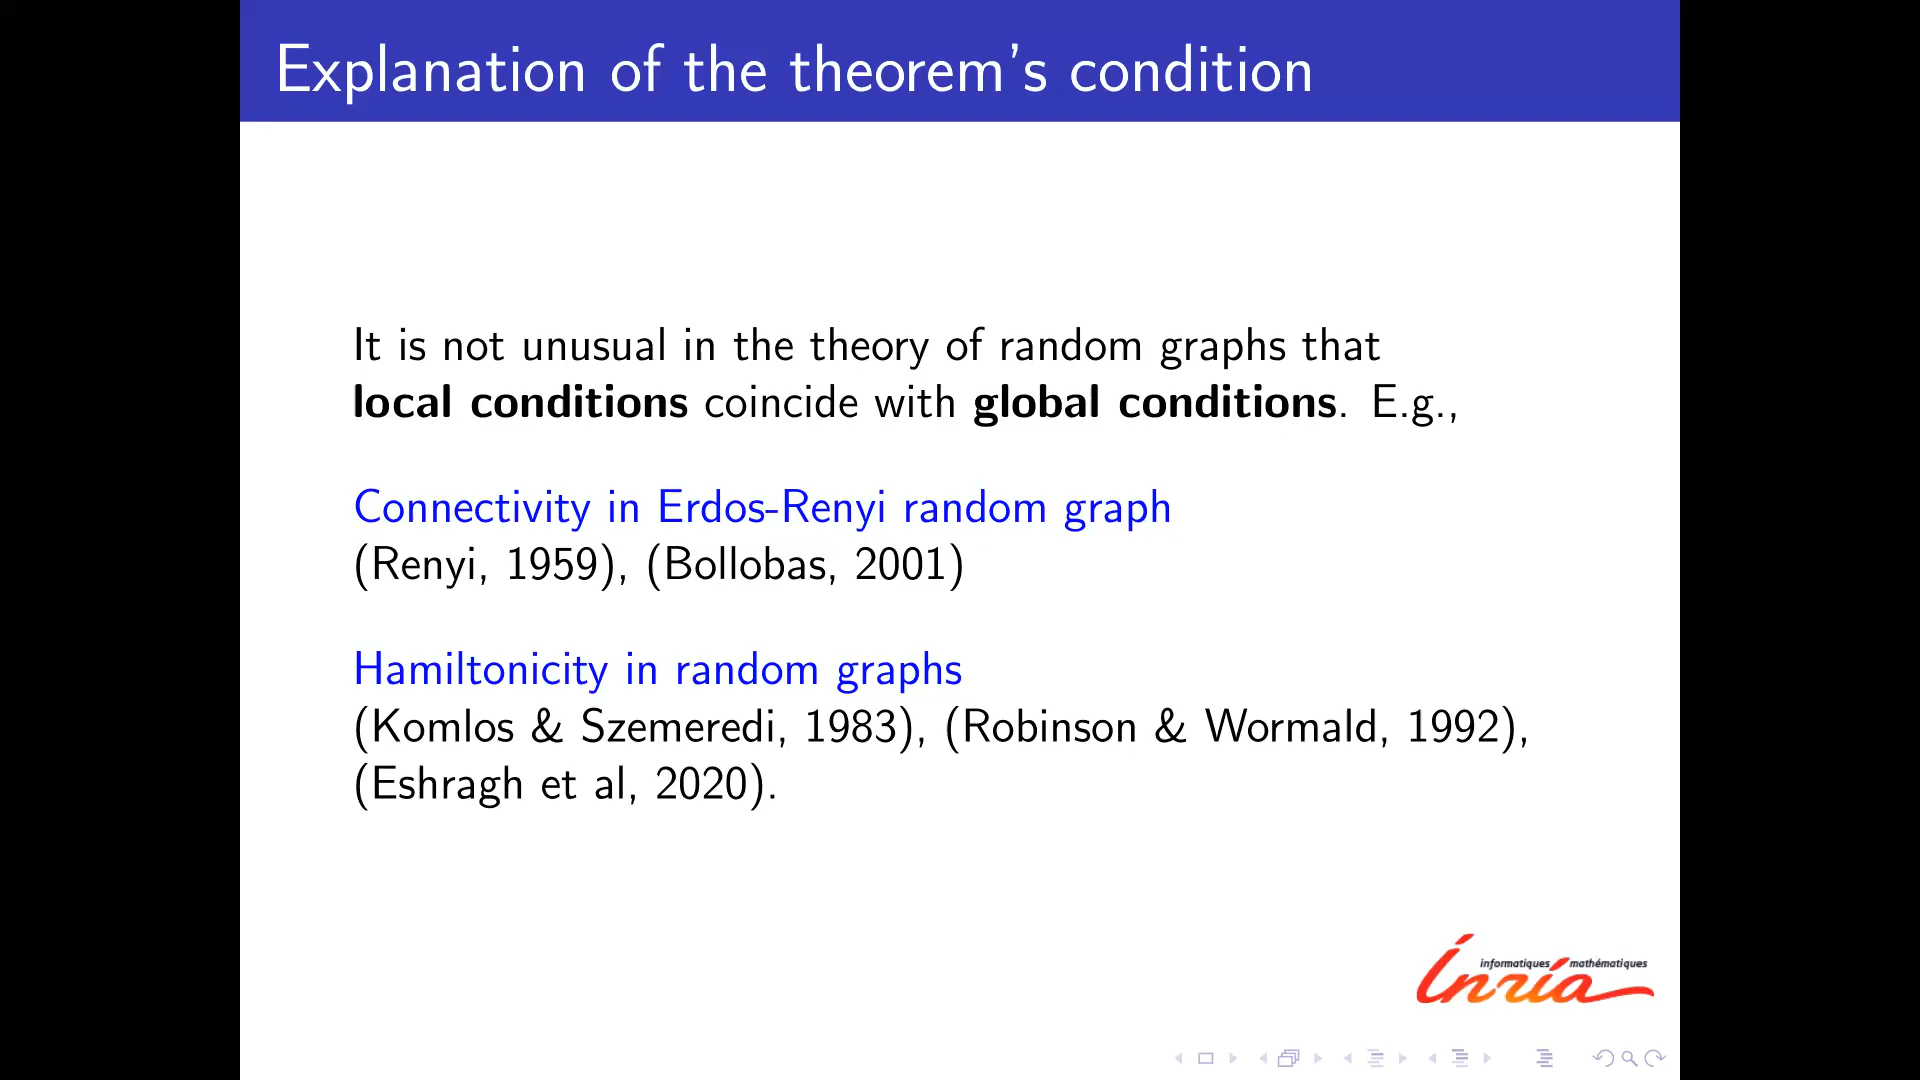 Explanation of the theorem's condition
It is not unusual in the theory of random graphs that
local conditions coincide with global conditions. E.g.,
Connectivity in Erdos-Renyi random graph
(Renyi, 1959), (Bollobas, 2001)
Hamiltonicity in random graphs
(Komlos & Szemeredi, 1983), (Robinson & Wormald, 1992),
(Eshragh et al, 2020).
informatiques mathématiques
Inria